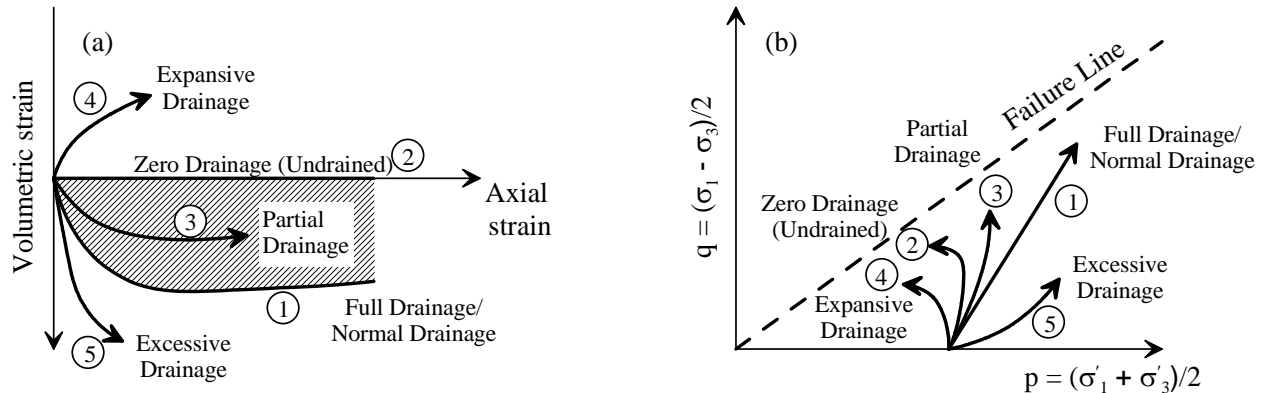 (a)
Volumetric strain
4
Expansive
Drainage
Zero Drainage (Undrained)
2
Axial
strain
3
Partial
Drainage
1
Full Drainage/
Normal Drainage
5
Excessive
Drainage
(b)
q = (σ1 - σ3)/2
Failure Line
Partial
Drainage
Full Drainage/
Normal Drainage
3
1
Zero Drainage
(Undrained)
2
4
Expansive
Drainage
Excessive
Drainage
5
p = (σ'1 + σ'3)/2